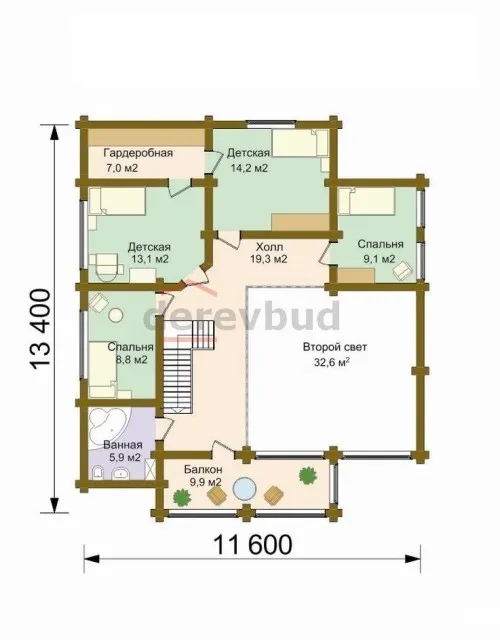 Гардеробная
7,0 м2
Детская
14,2 м2
Детская
13,1 м2
Холл
19,3 м2
Спальня
9,1 м2
derevbud
Спальня
8,8 м2
Второй свет
32,6 м²
Ванная
5,9 м2
Балкон
9,9 м2
13 400
11 600